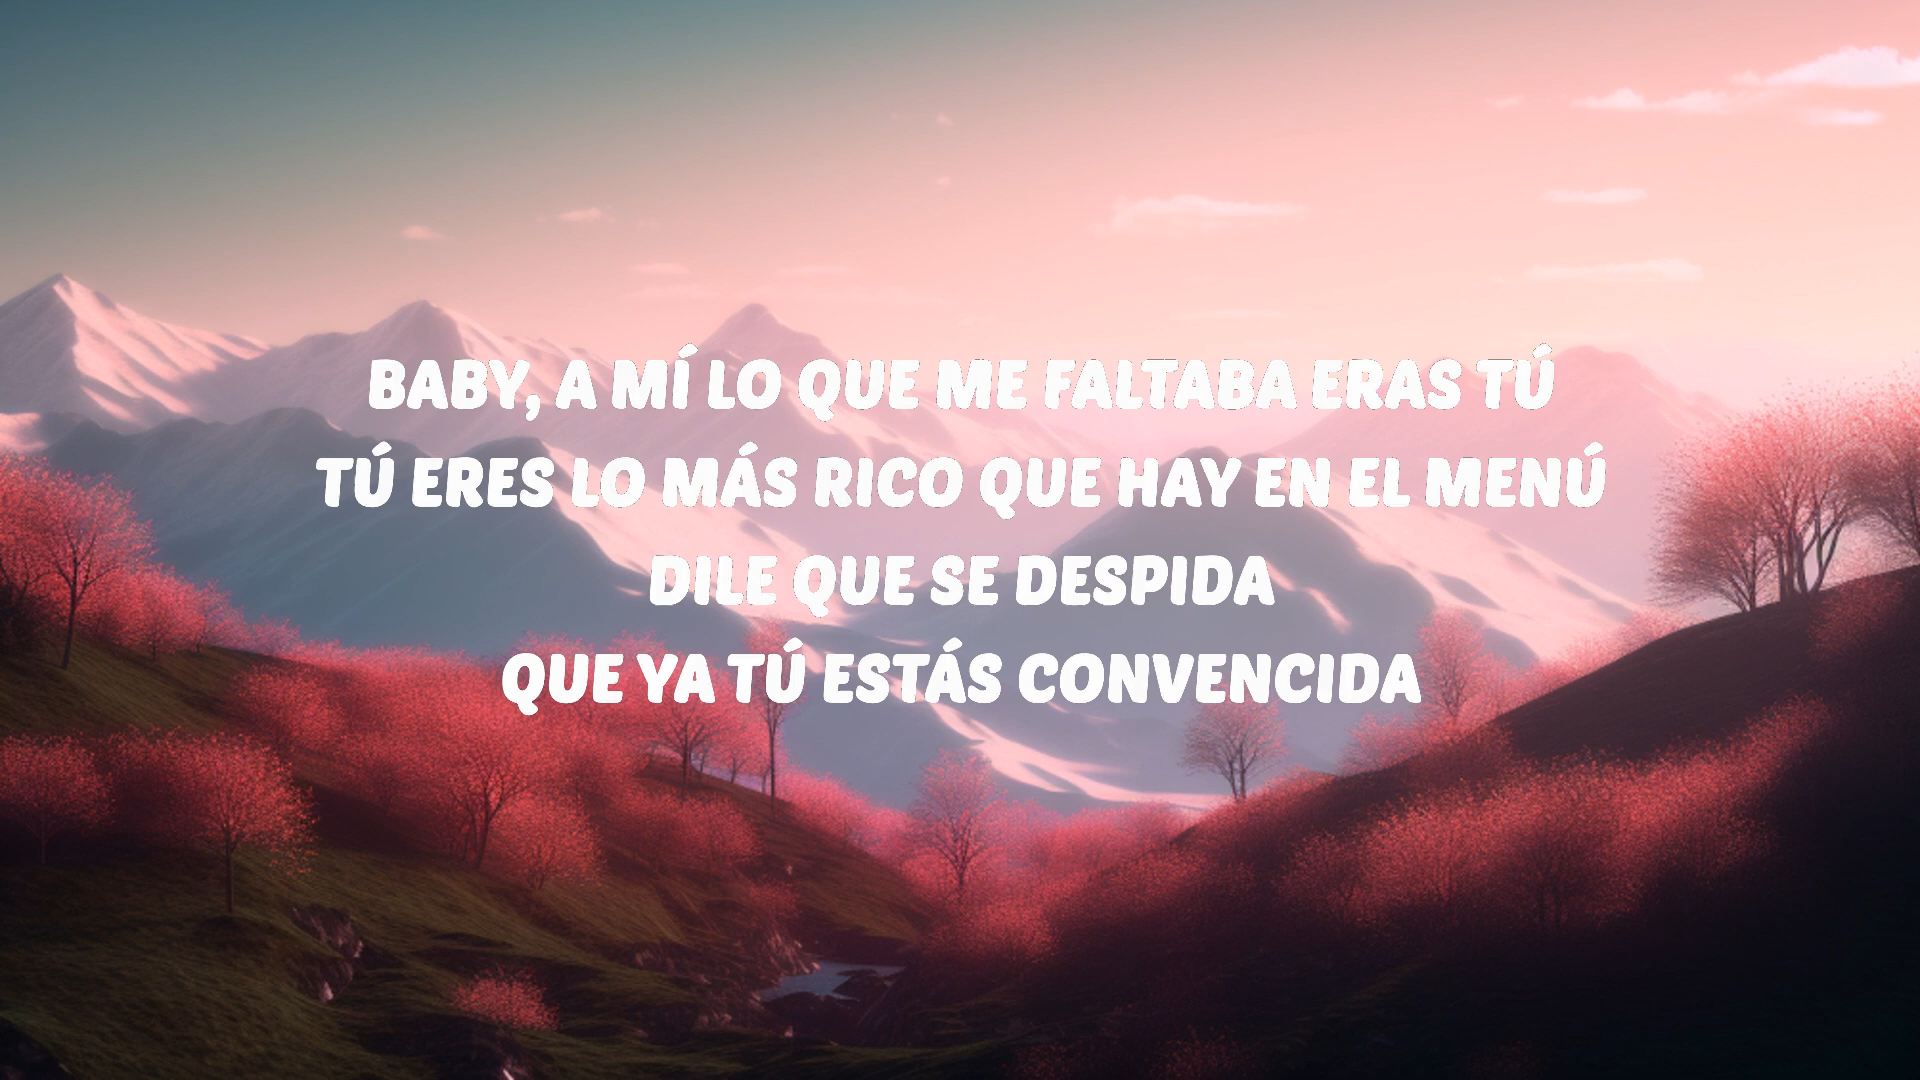 BABY, A MÍ LO QUE ME FALTABA ERAS TÚ
TÚ ERES LO MÁS RICO QUE HAY EN EL MENÚ
DILE QUE SE DESPIDA
QUE YA TÚ ESTÁS CONVENCIDA